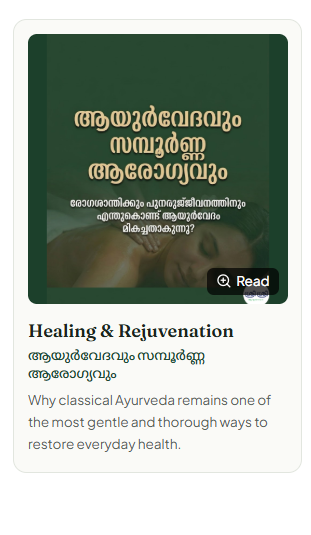 ആയുർവേദവും
സമ്പൂർണ്ണ
ആരോഗ്യവും
രോഗശാന്തിക്കും പുനരുജ്ജീവനത്തിനും
എന്തുകൊണ്ട് ആയുർവേദം
മികച്ചതാകുന്നു?
Read
Healing & Rejuvenation
ആയുർവേദവും സമ്പൂർണ്ണ
ആരോഗ്യവും
Why classical Ayurveda remains one of
the most gentle and thorough ways to
restore everyday health.